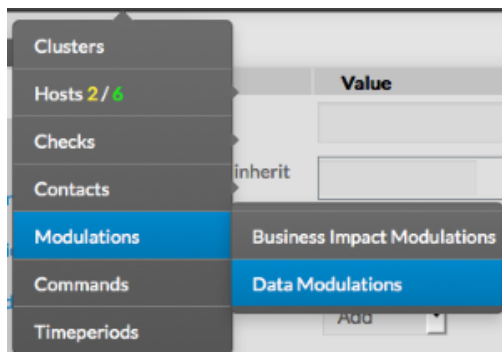 Clusters
Hosts 2 / 6
Value
Checks
inherit
Contacts
Modulations
Business Impact Modulations
Commands
Data Modulations
Add
Timeperiods